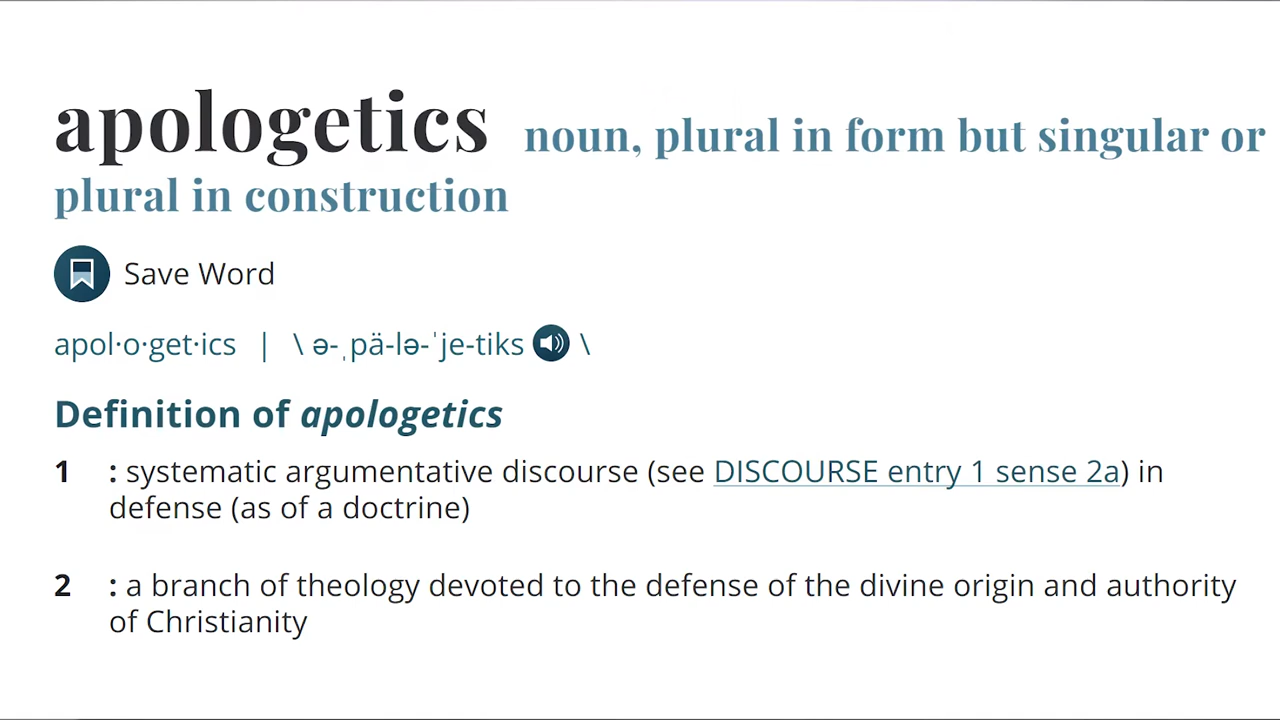 apologetics noun, plural in form but singular or
plural in construction
Save Word
apol·o·get·ics | \ ə-ˌpä-lə-ˈje-tiks \
Definition of apologetics
1 : systematic argumentative discourse (see DISCOURSE entry 1 sense 2a) in
defense (as of a doctrine)
2 : a branch of theology devoted to the defense of the divine origin and authority
of Christianity